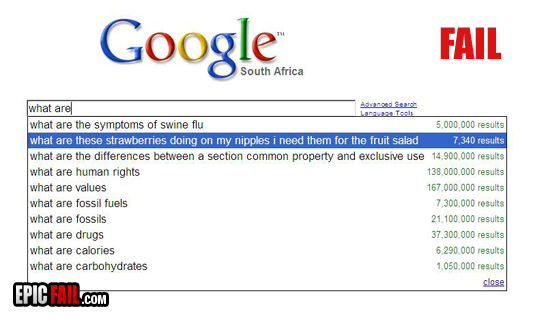 Google™
South Africa
FAIL
what are
Advanced Search
Language Tools
what are the symptoms of swine flu 5,000,000 results
what are these strawberries doing on my nipples i need them for the fruit salad 7,340 results
what are the differences between a section common property and exclusive use 14,900,000 results
what are human rights 138,000,000 results
what are values 167,000,000 results
what are fossil fuels 7,300,000 results
what are fossils 21,100,000 results
what are drugs 37,300,000 results
what are calories 6,290,000 results
what are carbohydrates 1,050,000 results
close
EPICFAIL.com